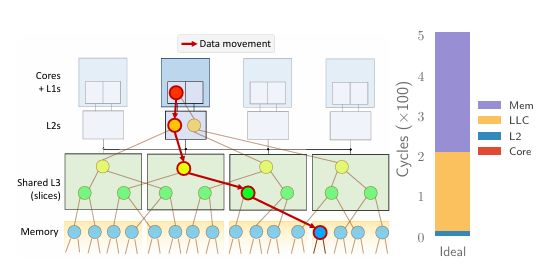 Data movement
Cores
+ L1s
L2s
Shared L3
(slices)
Memory
Cycles (×100)
5
4
3
2
1
0
Ideal
Mem
LLC
L2
Core